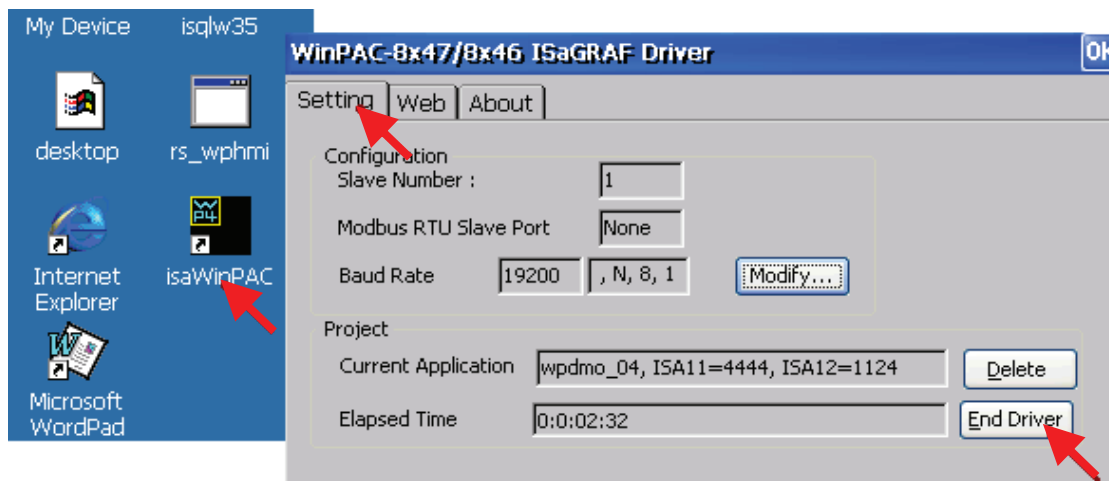 My Device
isqlw35
desktop
rs_wphmi
Internet
Explorer
isaWinPAC
Microsoft
WordPad
WinPAC-8x47/8x46 ISaGRAF Driver
OK
Setting
Web
About
Configuration
Slave Number :
1
Modbus RTU Slave Port
None
Baud Rate
19200
, N, 8, 1
Modify...
Project
Current Application
wpdmo_04, ISA11=4444, ISA12=1124
Delete
Elapsed Time
0:0:02:32
End Driver